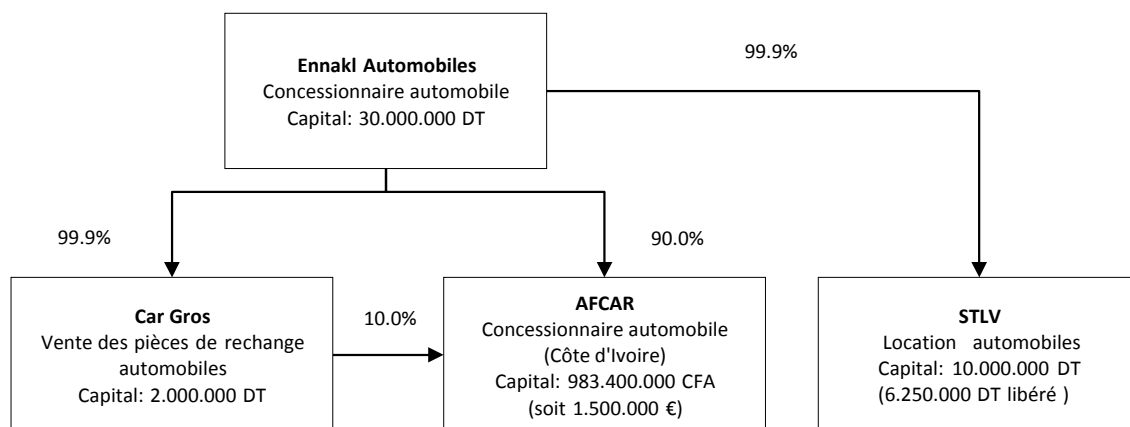 Ennakl Automobiles
Concessionnaire automobile
Capital: 30.000.000 DT
99.9%
99.9%
90.0%
Car Gros
Vente des pièces de rechange
automobiles
Capital: 2.000.000 DT
10.0%
AFCAR
Concessionnaire automobile
(Côte d'Ivoire)
Capital: 983.400.000 CFA
(soit 1.500.000 €)
STLV
Location automobiles
Capital: 10.000.000 DT
(6.250.000 DT libéré )